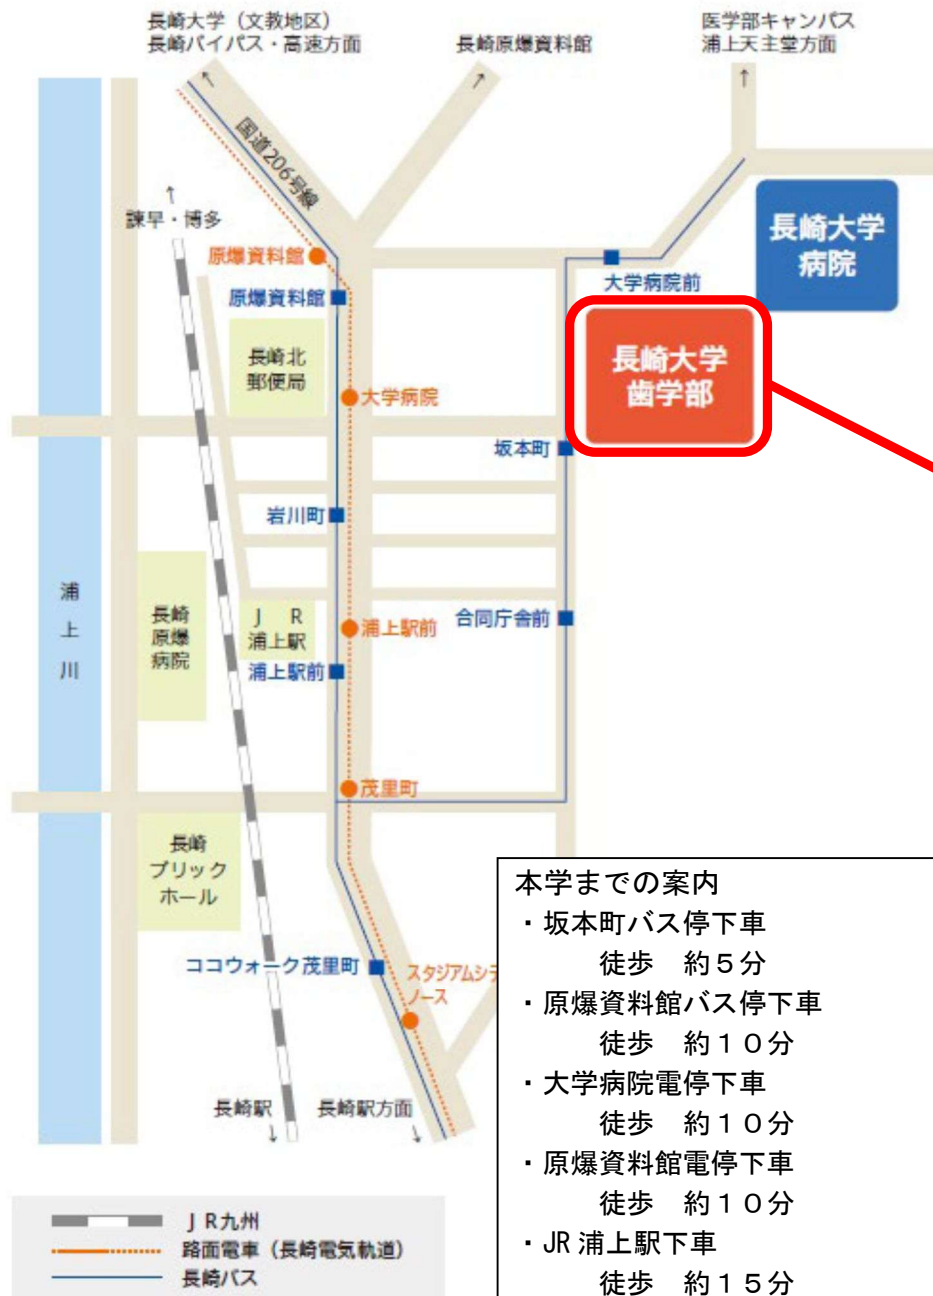 長崎大学（文教地区）
長崎バイパス・高速方面
長崎原爆資料館
医学部キャンパス
浦上天主堂方面
↑
↑
↑
国道206号線
↑
諫早・博多
長崎大学
病院
原爆資料館
大学病院前
原爆資料館
長崎大学
歯学部
長崎北
郵便局
大学病院
坂本町
岩川町
浦上川
長崎
原爆
病院
ＪＲ
浦上駅
浦上駅前
合同庁舎前
浦上駅前
茂里町
長崎
ブリック
ホール
ココウォーク茂里町
スタジアムシテ
ノース
長崎駅
↓
長崎駅方面
↓
本学までの案内
・坂本町バス停下車
徒歩　約５分
・原爆資料館バス停下車
徒歩　約１０分
・大学病院電停下車
徒歩　約１０分
・原爆資料館電停下車
徒歩　約１０分
・JR 浦上駅下車
徒歩　約１５分
ＪＲ九州
路面電車（長崎電気軌道）
長崎バス